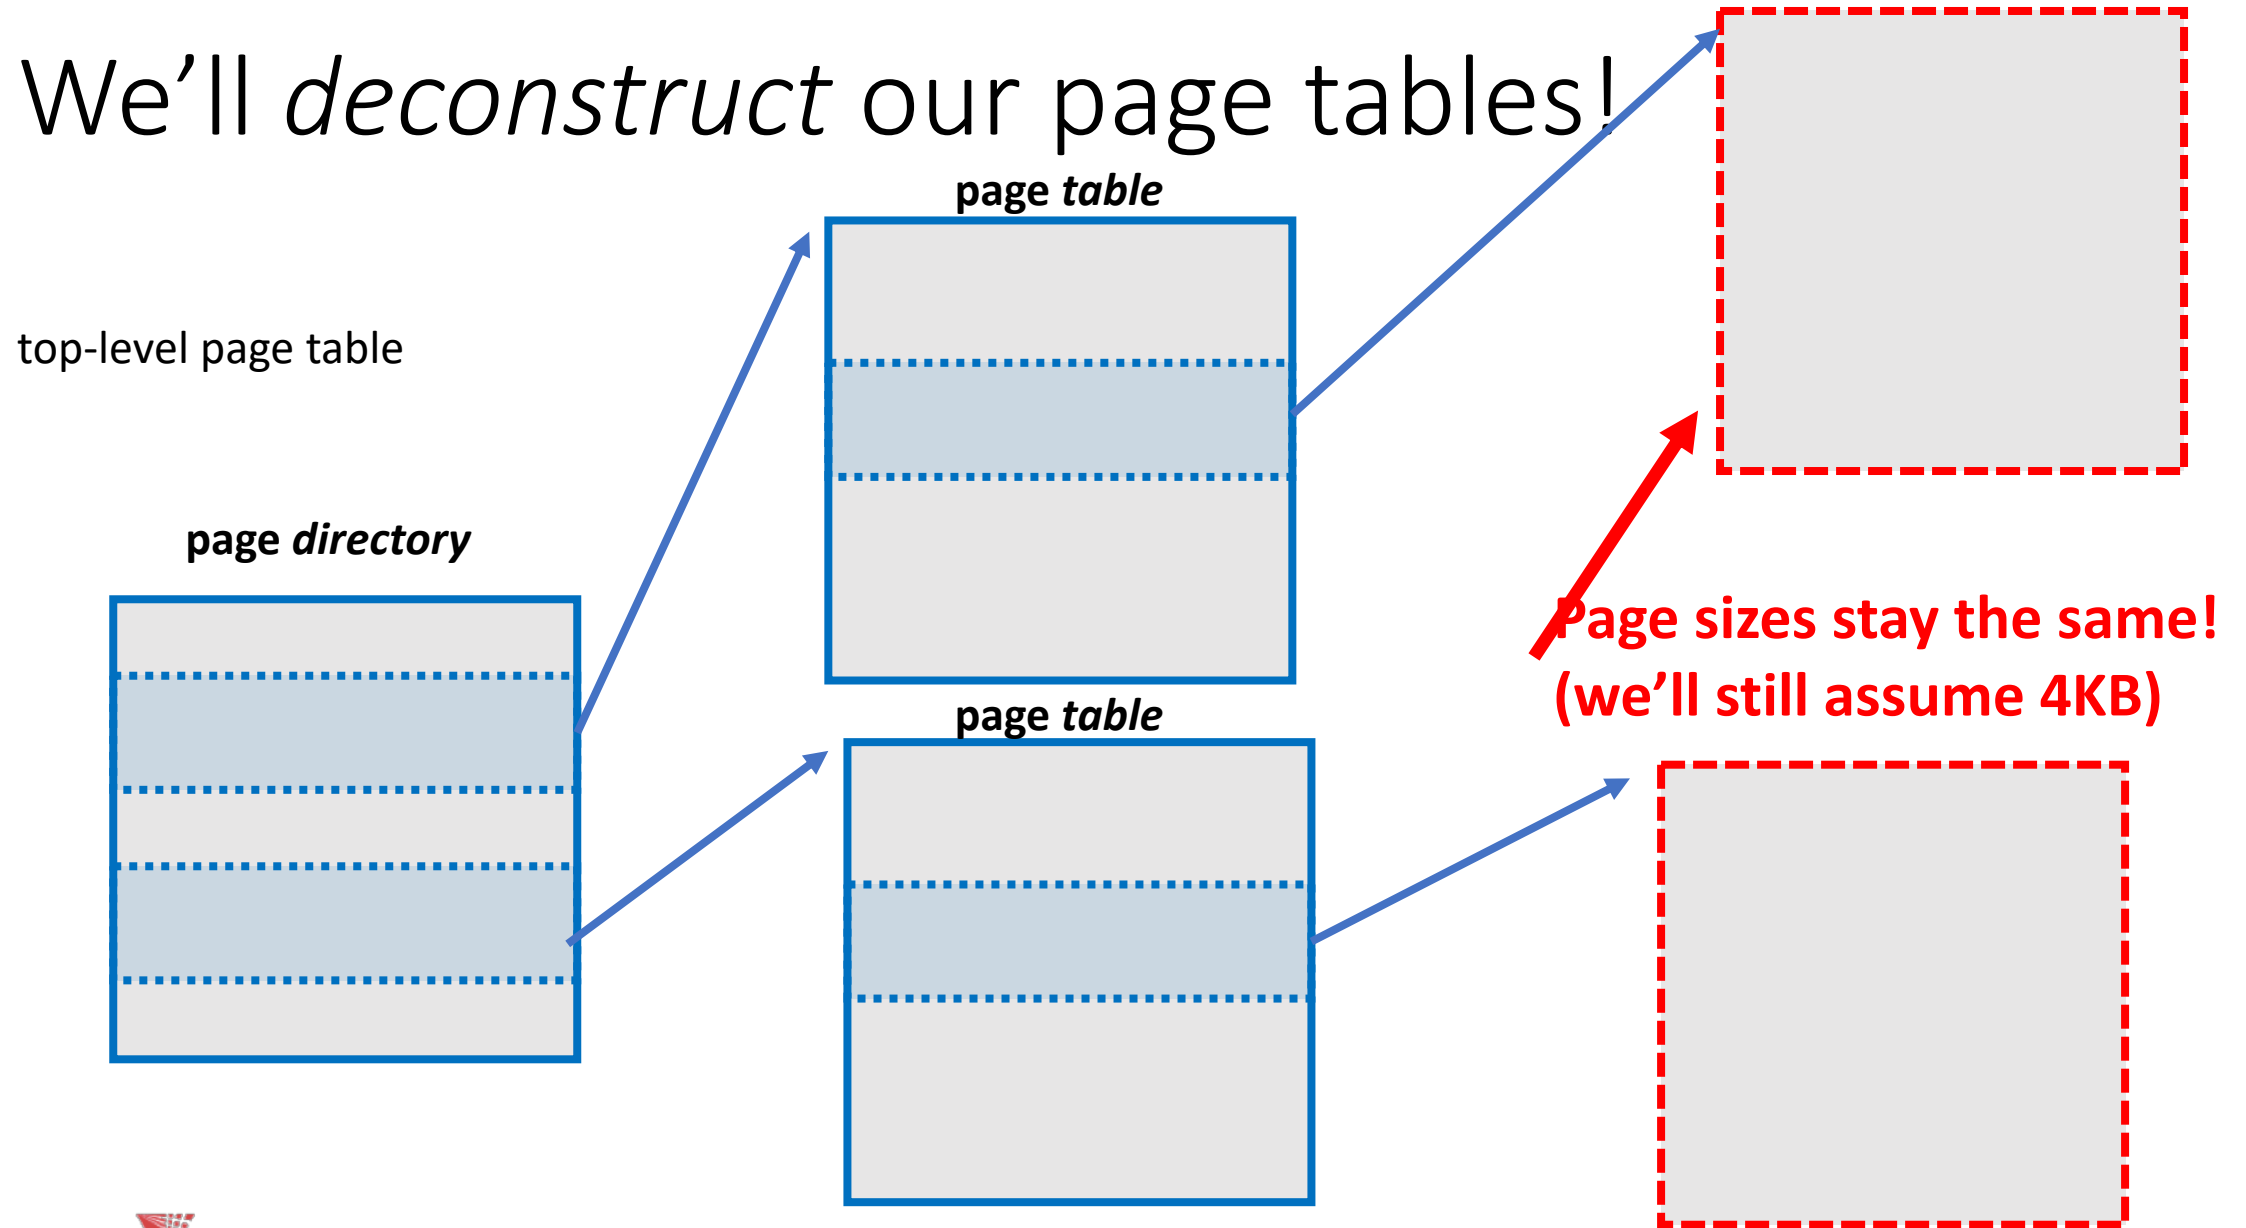 We’ll deconstruct our page tables!
page table
top-level page table
page directory
Page sizes stay the same!
(we’ll still assume 4KB)
page table